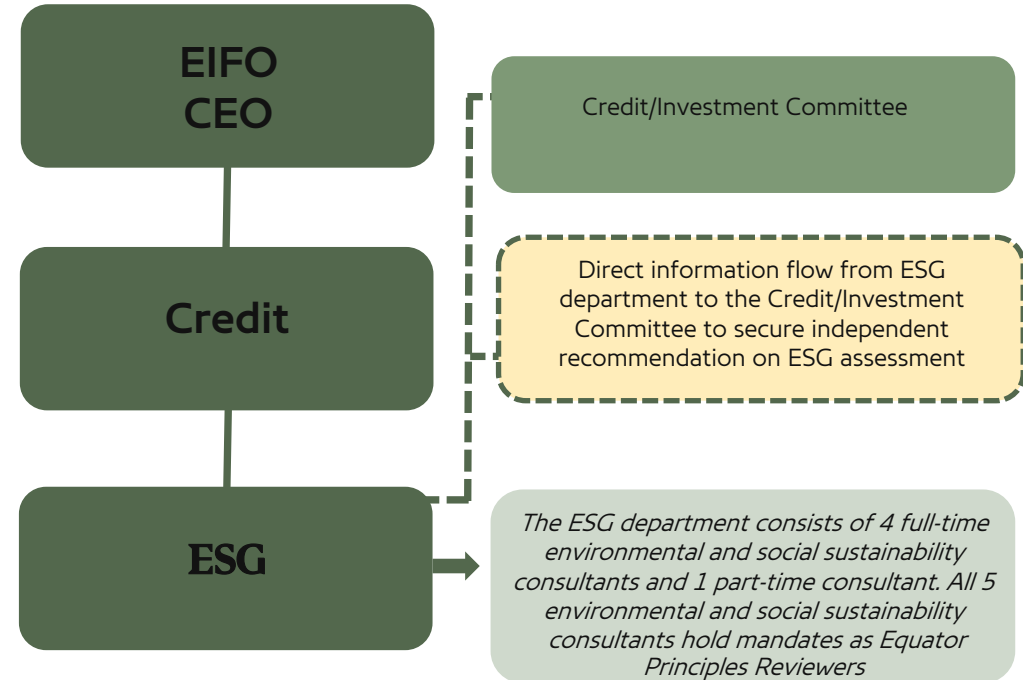 EIFO
CEO
Credit/Investment Committee
Direct information flow from ESG
department to the Credit/Investment
Committee to secure independent
recommendation on ESG assessment
Credit
ESG
The ESG department consists of 4 full-time
environmental and social sustainability
consultants and 1 part-time consultant. All 5
environmental and social sustainability
consultants hold mandates as Equator
Principles Reviewers